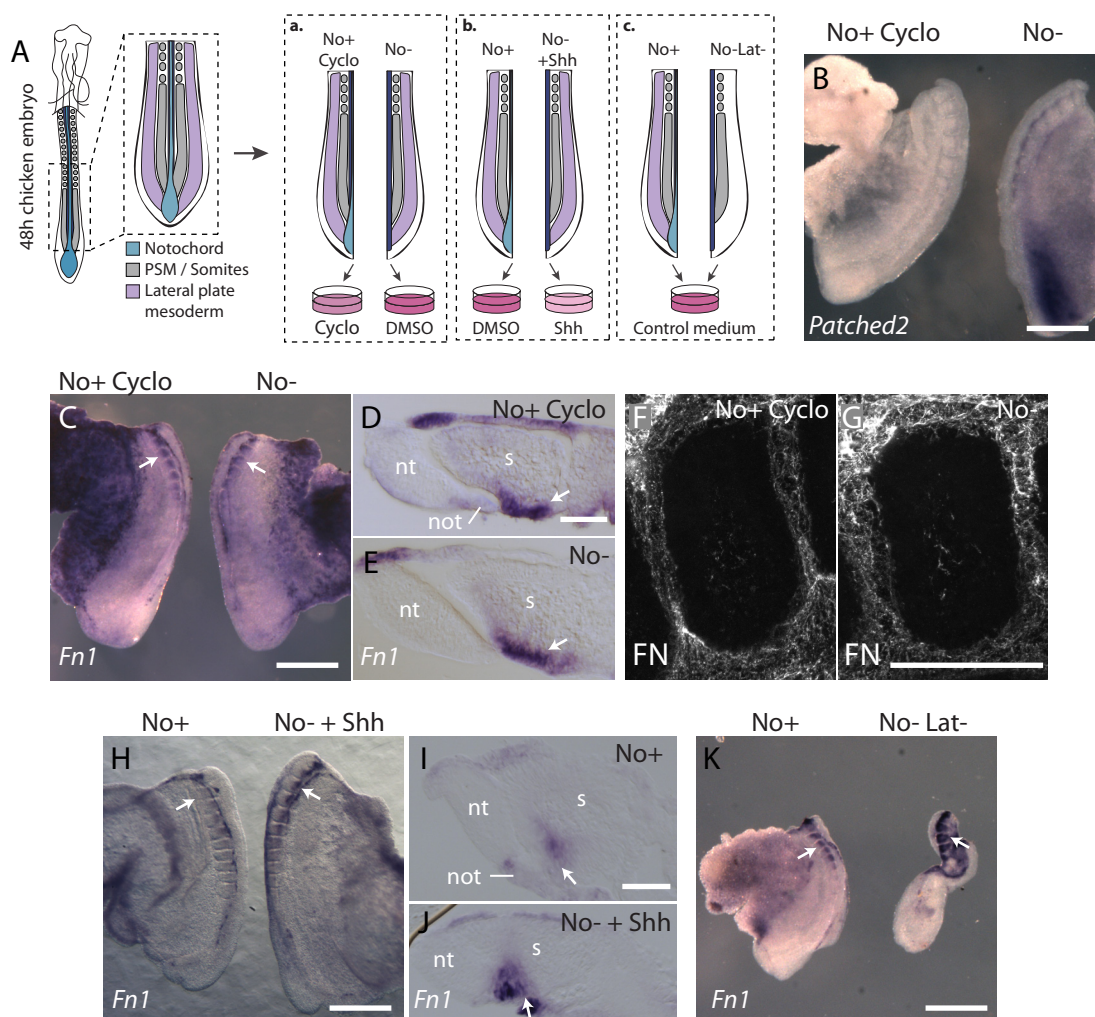 A
48h chicken embryo
Notochord
PSM / Somites
Lateral plate
mesoderm
a.
No+
Cyclo
No-
Cyclo
DMSO
b.
No+
No-
+Shh
DMSO
Shh
c.
No+
No-Lat-
Control medium
No+ Cyclo
No-
B
Patched2
No+ Cyclo
No-
C
Fn1
D
No+ Cyclo
nt
s
not
E
No-
nt
s
Fn1
F
No+ Cyclo
FN
G
No-
FN
No+
No- + Shh
H
Fn1
I
No+
nt
s
not
J
No- + Shh
nt
s
Fn1
No+
No- Lat-
K
Fn1